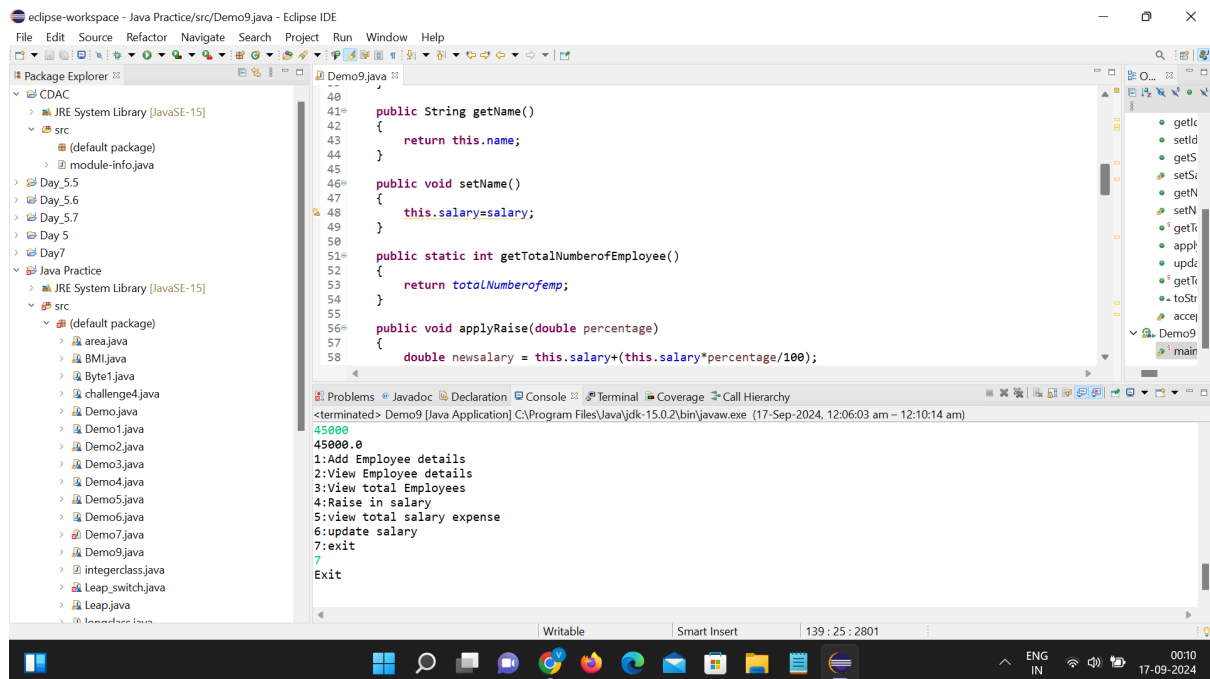 eclipse-workspace - Java Practice/src/Demo9.java - Eclipse IDE
File Edit Source Refactor Navigate Search Project Run Window Help
Package Explorer
CDAC
JRE System Library [JavaSE-15]
src
(default package)
module-info.java
Day_5.5
Day_5.6
Day_5.7
Day 5
Day7
Java Practice
JRE System Library [JavaSE-15]
src
(default package)
area.java
BMI.java
Byte1.java
challenge4.java
Demo.java
Demo1.java
Demo2.java
Demo3.java
Demo4.java
Demo5.java
Demo6.java
Demo7.java
Demo9.java
integerclass.java
Leap_switch.java
Leap.java
Demo9.java
40
41 public String getName()
42 {
43 return this.name;
44 }
45
46 public void setName()
47 {
48 this.salary=salary;
49 }
50
51 public static int getTotalNumberofEmployee()
52 {
53 return totalNumberofemp;
54 }
55
56 public void applyRaise(double percentage)
57 {
58 double newsalary = this.salary+(this.salary*percentage/100);
O...
getId
setId
getS
setSa
getN
setN
getTo
appl
upda
getTo
toStr
acce
Demo9
main
Problems Javadoc Declaration Console Terminal Coverage Call Hierarchy
<terminated> Demo9 [Java Application] C:\Program Files\Java\jdk-15.0.2\bin\javaw.exe (17-Sep-2024, 12:06:03 am – 12:10:14 am)
45000
45000.0
1:Add Employee details
2:View Employee details
3:View total Employees
4:Raise in salary
5:view total salary expense
6:update salary
7:exit
7
Exit
Writable Smart Insert 139 : 25 : 2801
ENG
IN
00:10
17-09-2024